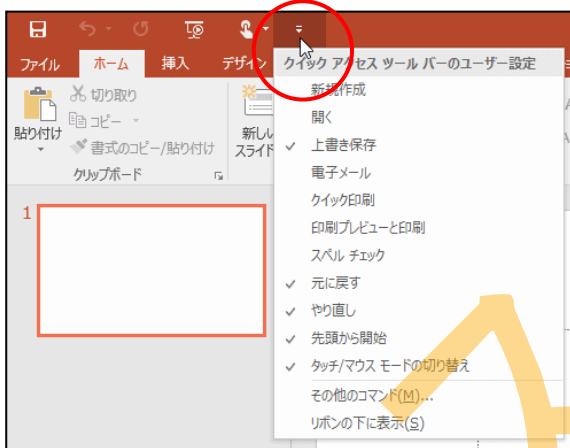 ファイル ホーム 挿入 デザイン
クイック アクセス ツール バーのユーザー設定
切り取り
コピー
書式のコピー/貼り付け
貼り付け
クリップボード
新しい
スライド
新規作成
開く
上書き保存
電子メール
クイック印刷
印刷プレビューと印刷
スペル チェック
元に戻す
やり直し
先頭から開始
タッチ/マウス モードの切り替え
その他のコマンド(M)...
リボンの下に表示(S)
1